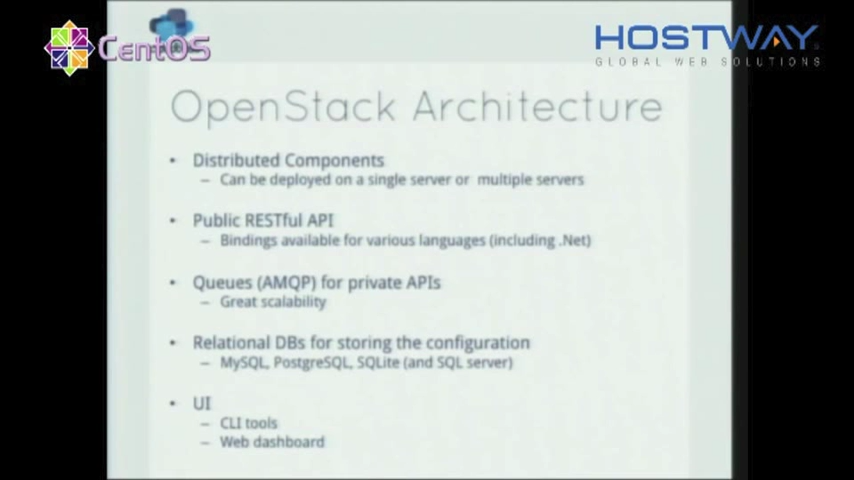 CentOS
HOSTWAY
GLOBAL WEB SOLUTIONS
OpenStack Architecture
• Distributed Components
– Can be deployed on a single server or multiple servers
• Public RESTful API
– Bindings available for various languages (including .Net)
• Queues (AMQP) for private APIs
– Great scalability
• Relational DBs for storing the configuration
– MySQL, PostgreSQL, SQLite (and SQL server)
• UI
– CLI tools
– Web dashboard